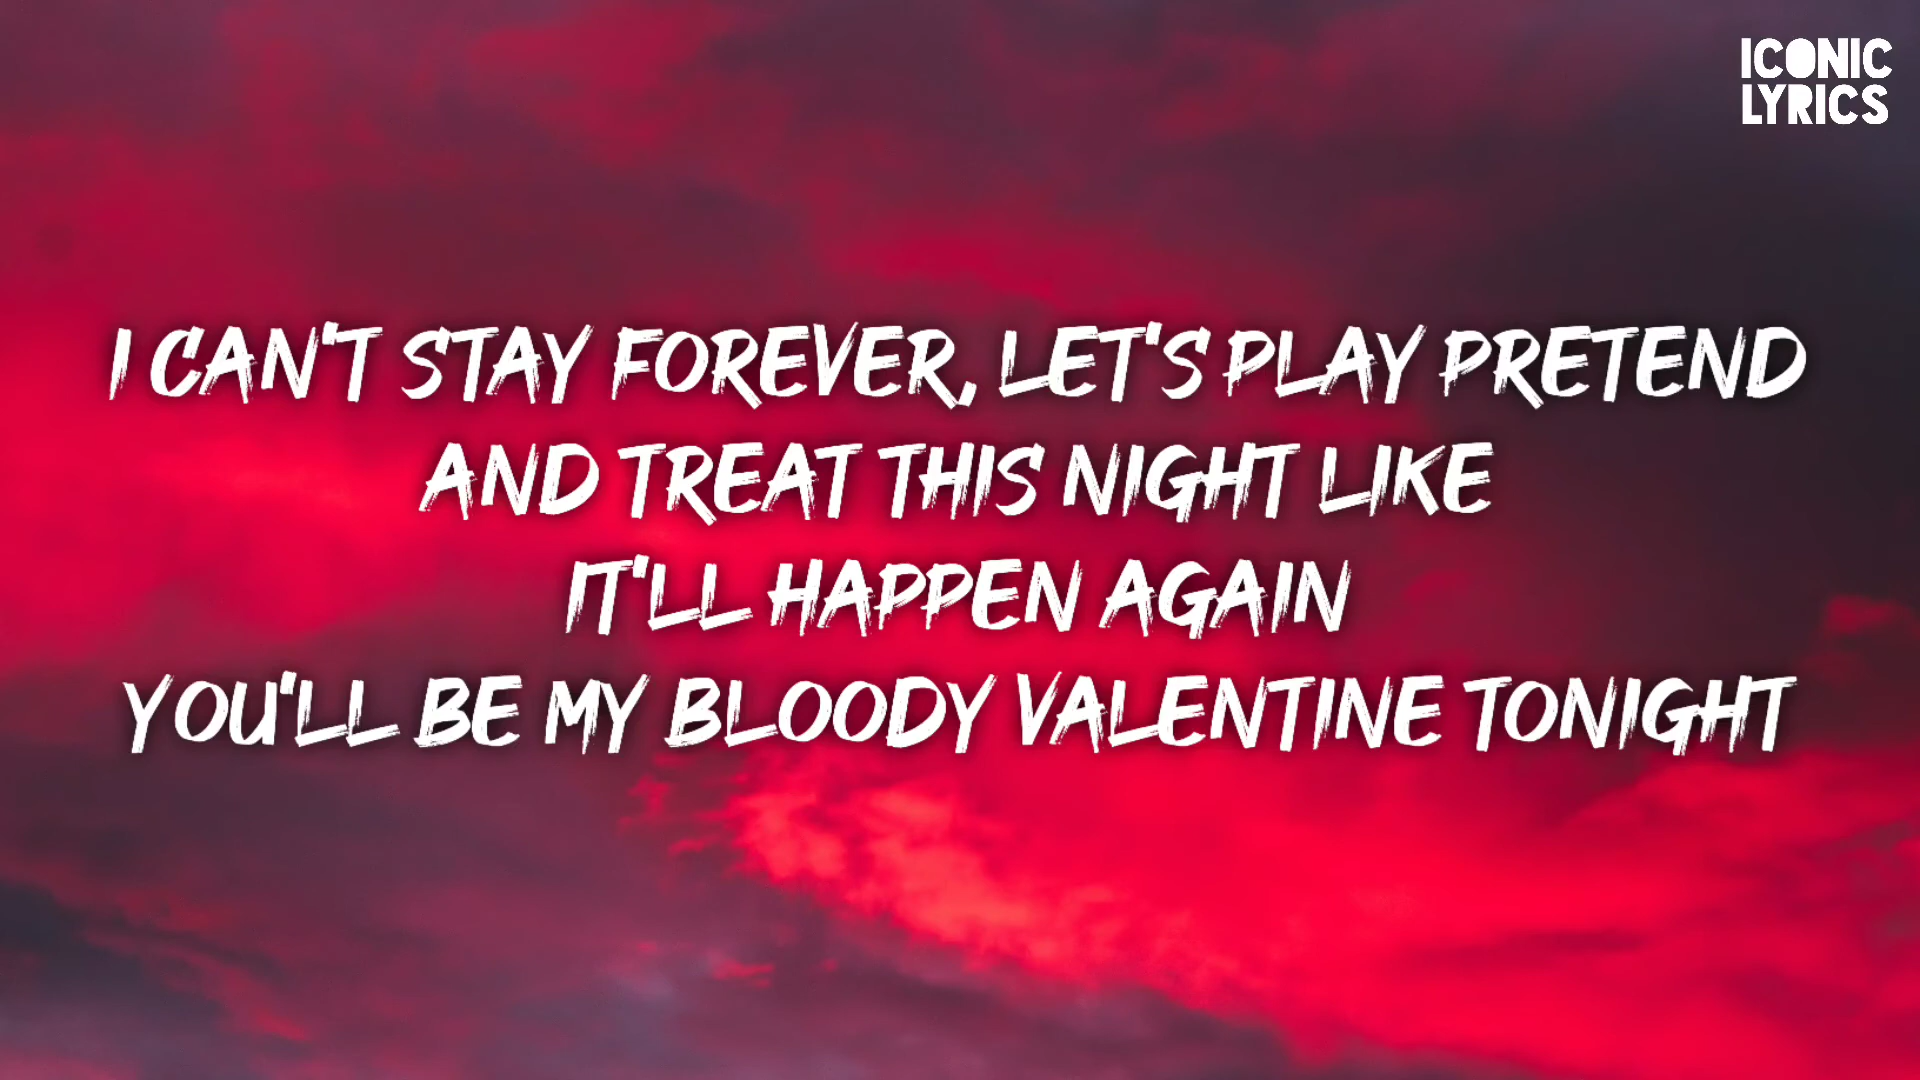 ICONIC
LYRICS
I CAN'T STAY FOREVER, LET'S PLAY PRETEND
AND TREAT THIS NIGHT LIKE
IT'LL HAPPEN AGAIN
YOU'LL BE MY BLOODY VALENTINE TONIGHT